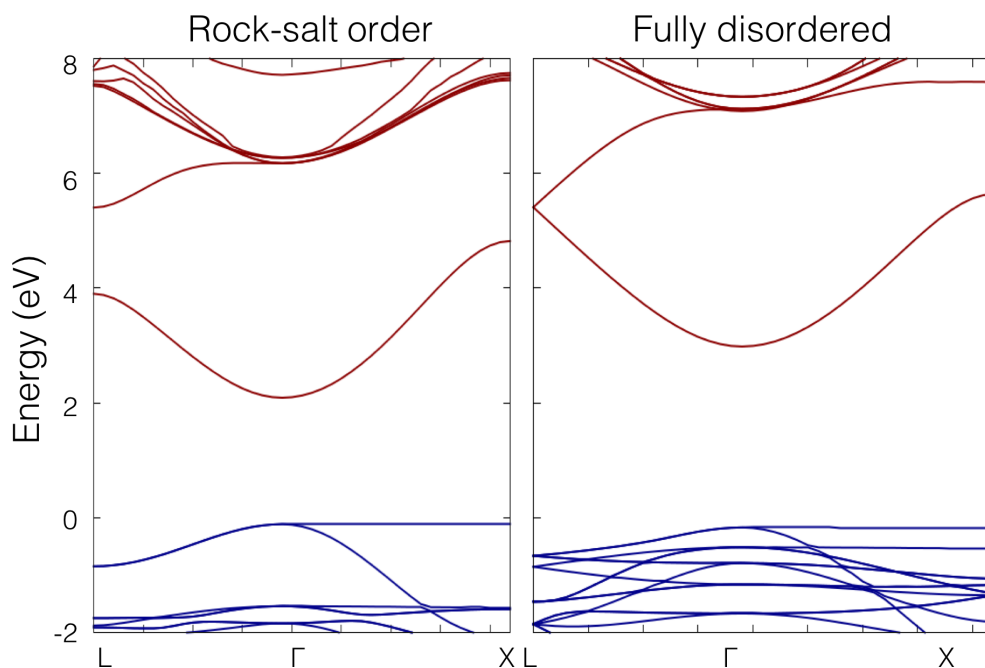 Rock-salt order
Fully disordered
Energy (eV)
8
6
4
2
0
-2
L Γ X
L Γ X